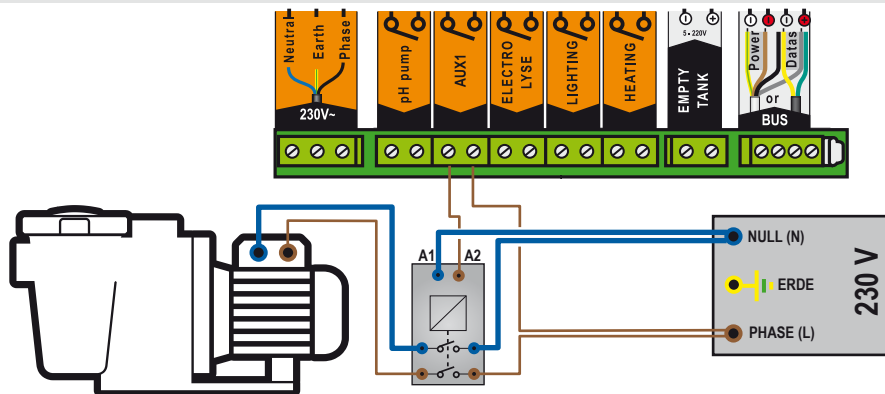 Neutral
Earth
Phase
230V~
pH pump
AUX1
ELECTRO
LYSE
LIGHTING
HEATING
5 - 220V
EMPTY
TANK
Power
Datas
or
BUS
A1
A2
NULL (N)
ERDE
PHASE (L)
230 V